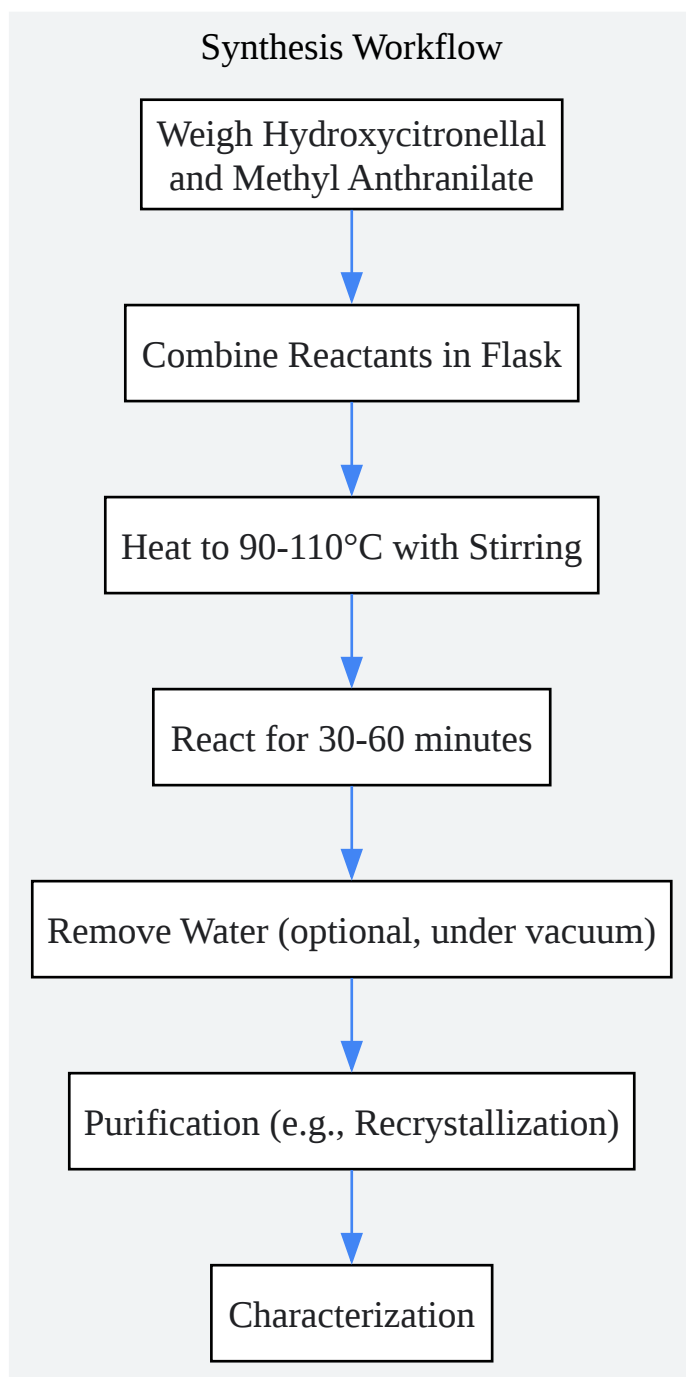 Synthesis Workflow
Weigh Hydroxycitronellal
and Methyl Anthranilate
Combine Reactants in Flask
Heat to 90-110°C with Stirring
React for 30-60 minutes
Remove Water (optional, under vacuum)
Purification (e.g., Recrystallization)
Characterization